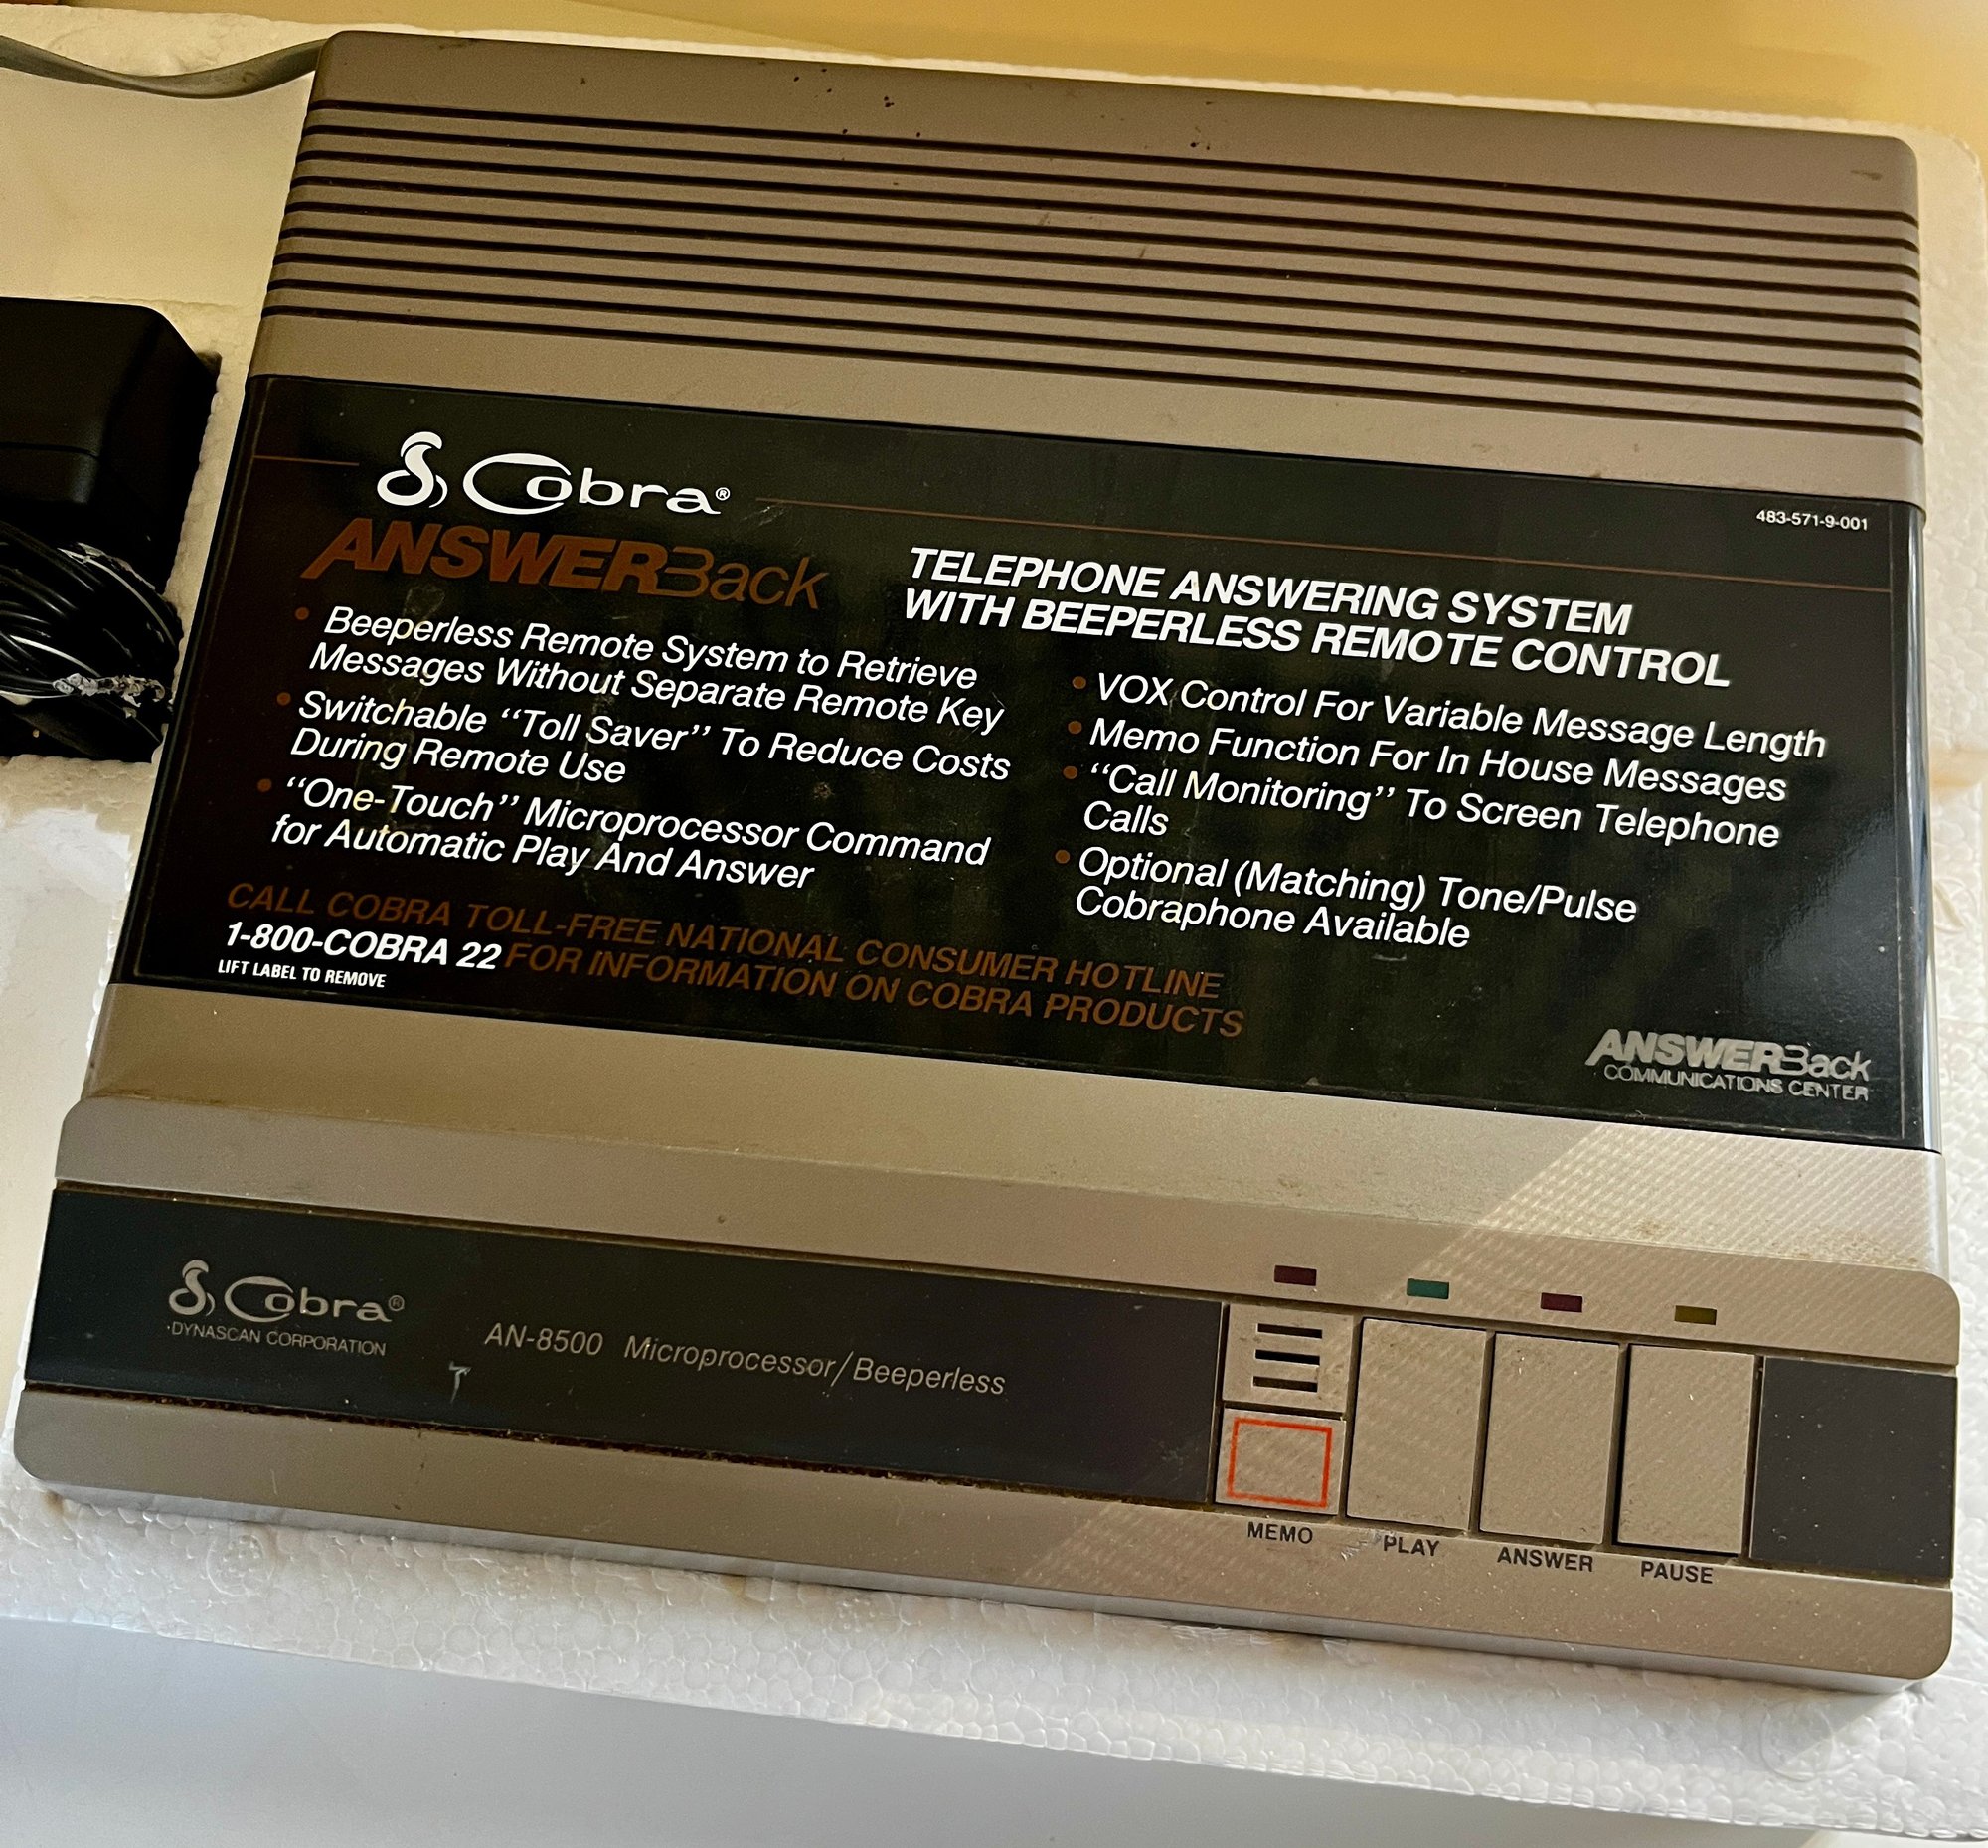 Cobra®
483-571-9-001
ANSWERBack
TELEPHONE ANSWERING SYSTEM
WITH BEEPERLESS REMOTE CONTROL
• Beeperless Remote System to Retrieve
Messages Without Separate Remote Key
• Switchable “Toll Saver” To Reduce Costs
During Remote Use
• “One-Touch” Microprocessor Command
for Automatic Play And Answer
• VOX Control For Variable Message Length
• Memo Function For In House Messages
• “Call Monitoring” To Screen Telephone
Calls
• Optional (Matching) Tone/Pulse
Cobraphone Available
CALL COBRA TOLL-FREE NATIONAL CONSUMER HOTLINE
1-800-COBRA 22 FOR INFORMATION ON COBRA PRODUCTS
LIFT LABEL TO REMOVE
ANSWERBack
COMMUNICATIONS CENTER
Cobra®
DYNASCAN CORPORATION
AN-8500 Microprocessor/Beeperless
MEMO
PLAY
ANSWER
PAUSE